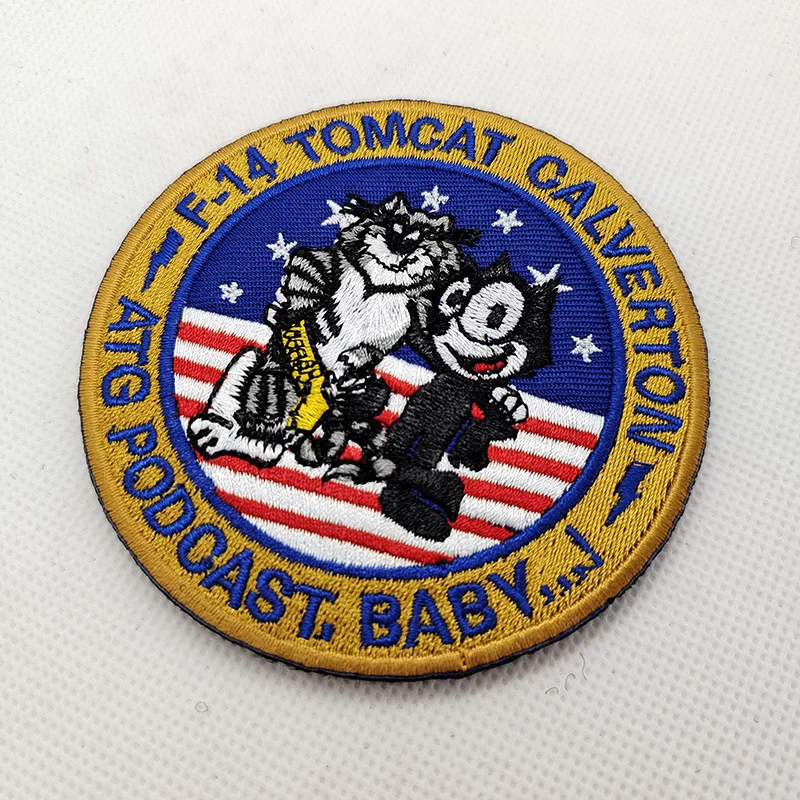 F-14 TOMCAT CALVERTON
ATG PODCAST, BABY...!